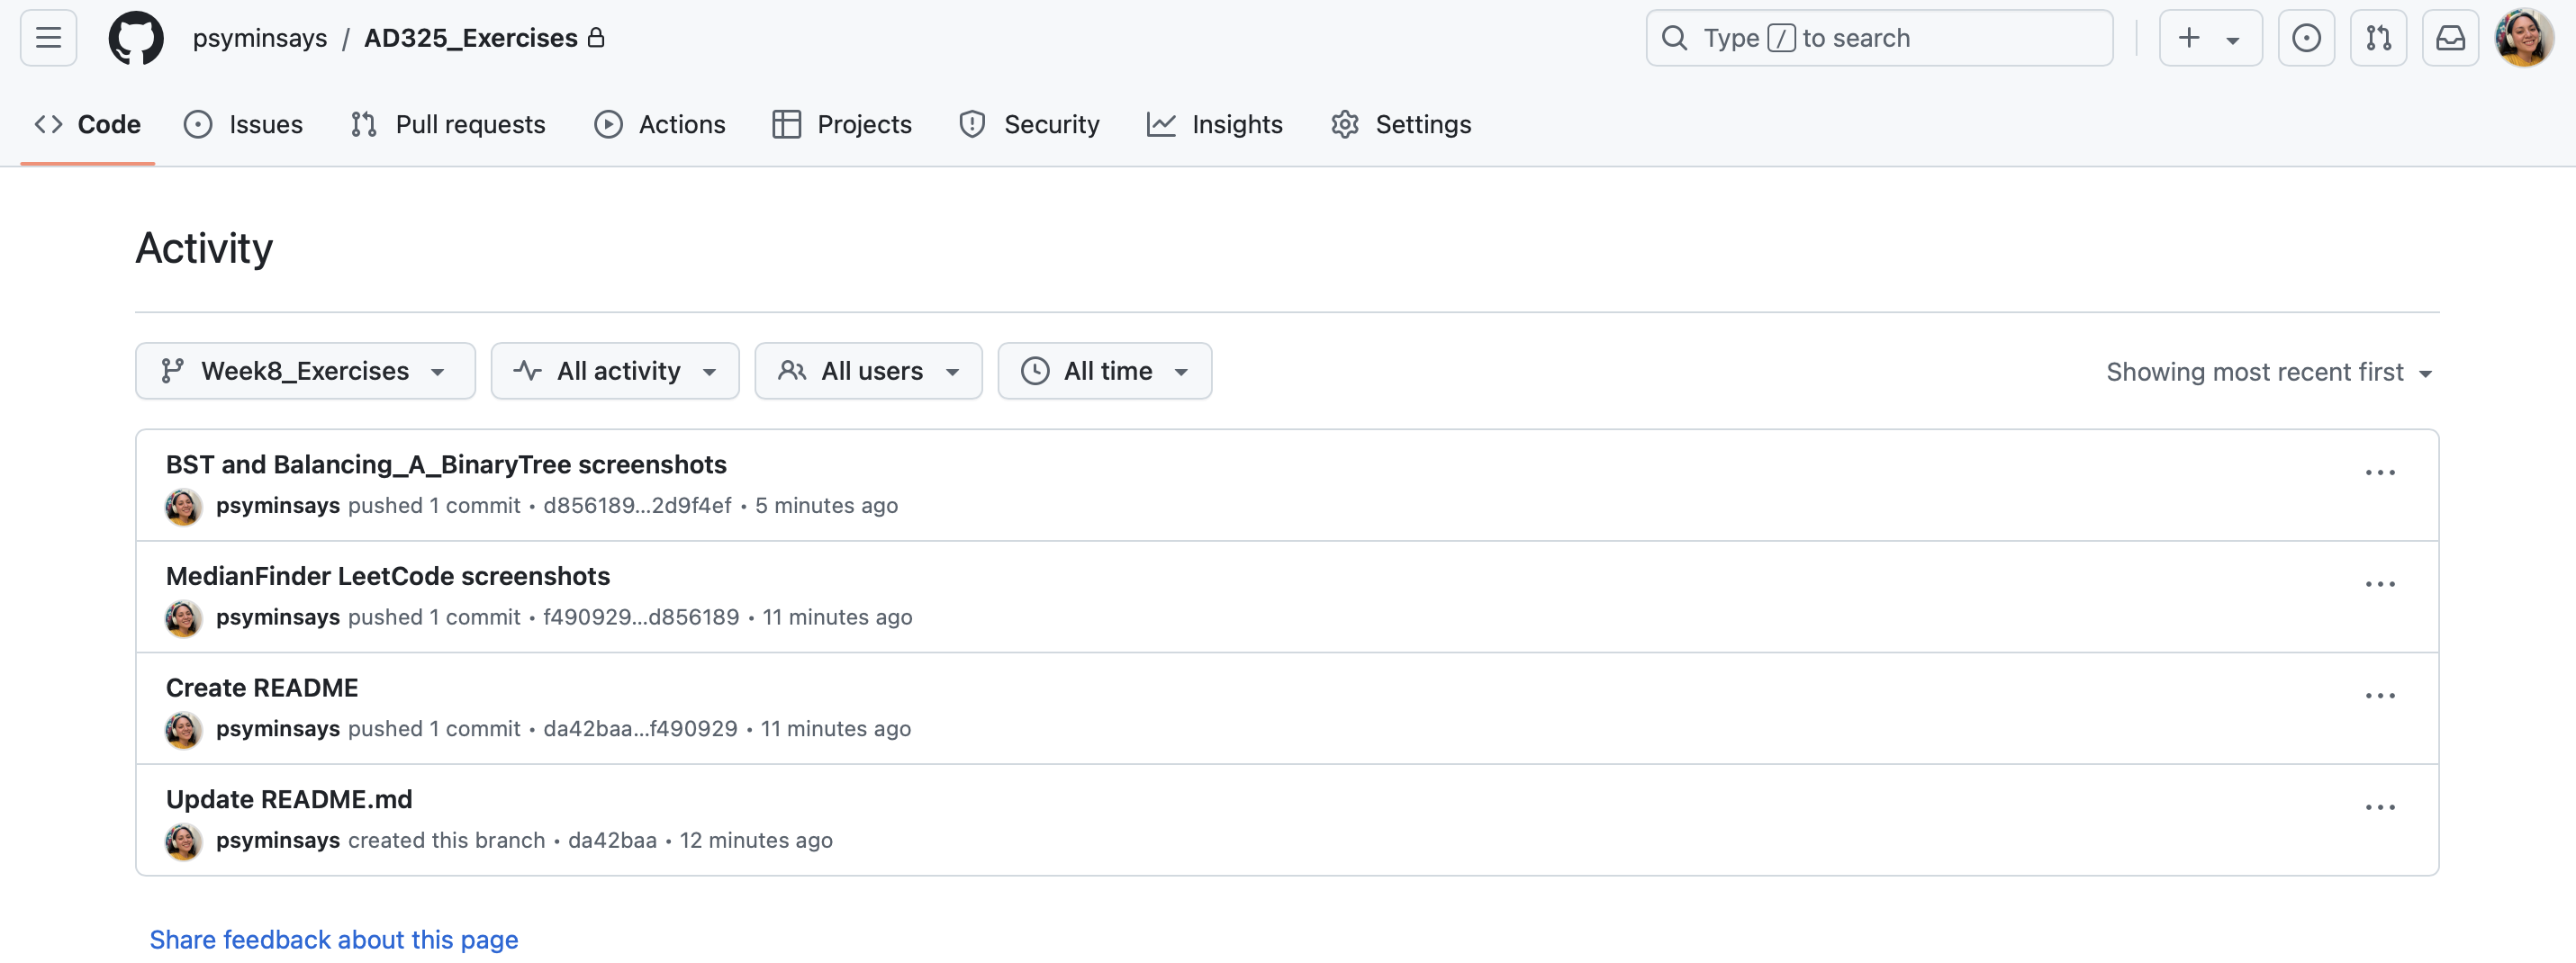 psyminsays / AD325_Exercises
Type / to search
Code Issues Pull requests Actions Projects Security Insights Settings
Activity
Week8_Exercises All activity All users All time Showing most recent first
BST and Balancing_A_BinaryTree screenshots
psyminsays pushed 1 commit • d856189...2d9f4ef • 5 minutes ago
MedianFinder LeetCode screenshots
psyminsays pushed 1 commit • f490929...d856189 • 11 minutes ago
Create README
psyminsays pushed 1 commit • da42baa...f490929 • 11 minutes ago
Update README.md
psyminsays created this branch • da42baa • 12 minutes ago
Share feedback about this page